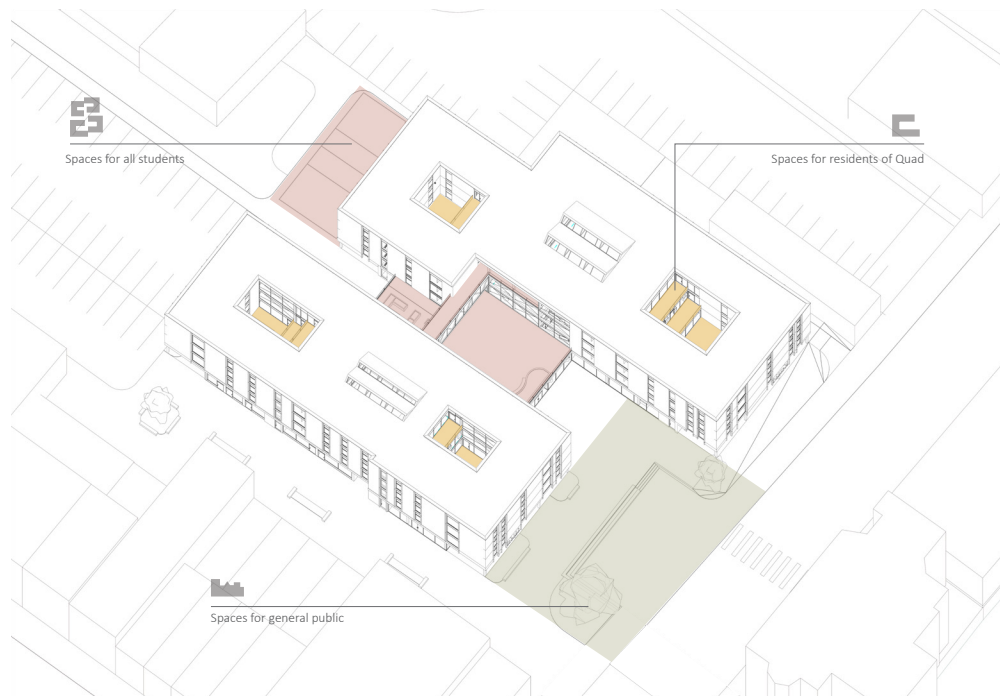 Spaces for all students
Spaces for residents of Quad
Spaces for general public